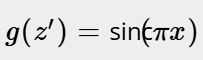 g(z′) = sin(πx)